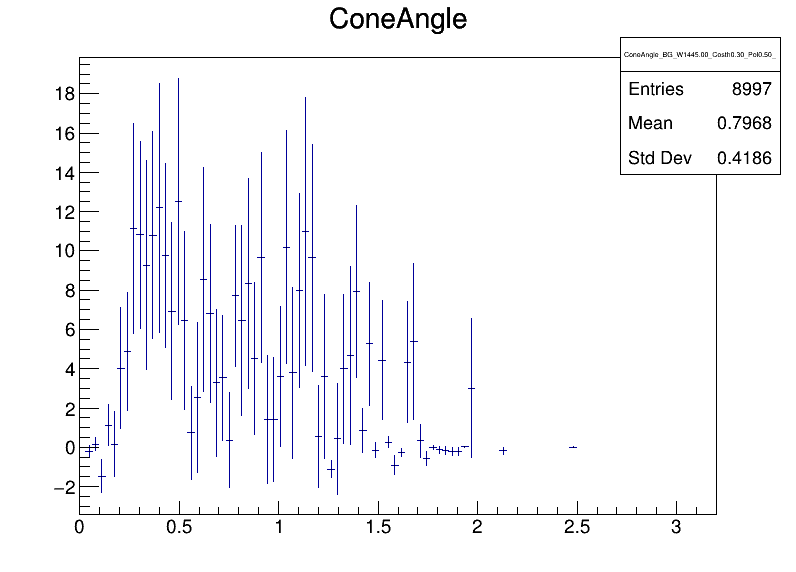 ConeAngle
ConeAngle_BG_W1445.00_Costh0.30_Pol0.50_
Entries 8997
Mean 0.7968
Std Dev 0.4186
18
16
14
12
10
8
6
4
2
0
−2
0 0.5 1 1.5 2 2.5 3